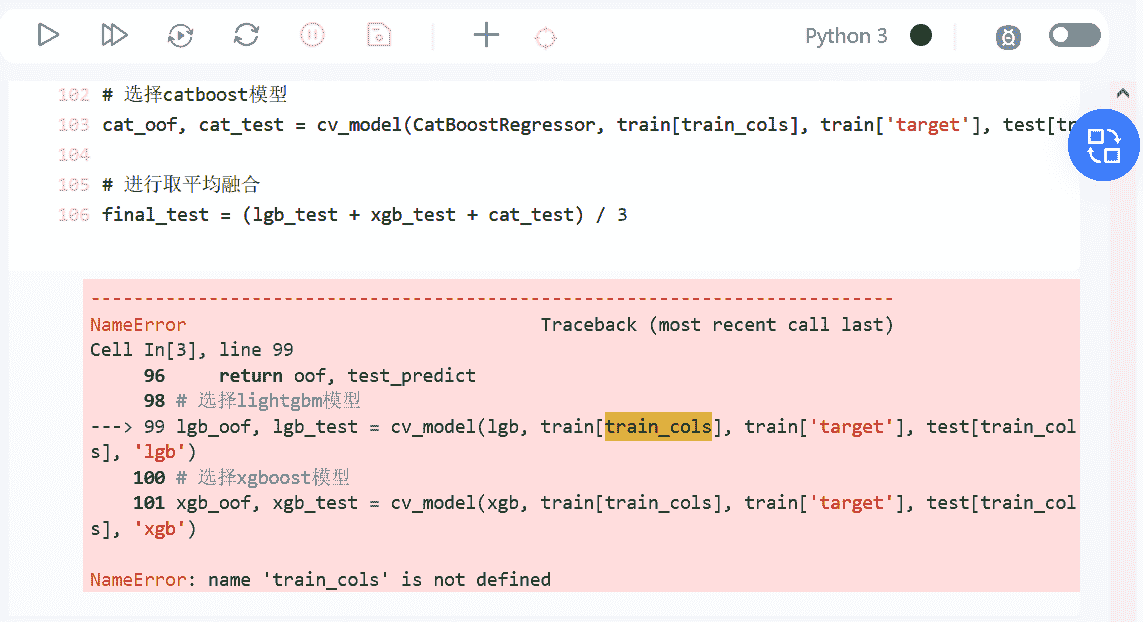 Python 3
102 # 选择catboost模型
103 cat_oof, cat_test = cv_model(CatBoostRegressor, train[train_cols], train['target'], test[tr
104
105 # 进行取平均融合
106 final_test = (lgb_test + xgb_test + cat_test) / 3
---------------------------------------------------------------------------
NameError Traceback (most recent call last)
Cell In[3], line 99
96 return oof, test_predict
98 # 选择lightgbm模型
---> 99 lgb_oof, lgb_test = cv_model(lgb, train[train_cols], train['target'], test[train_col
s], 'lgb')
100 # 选择xgboost模型
101 xgb_oof, xgb_test = cv_model(xgb, train[train_cols], train['target'], test[train_col
s], 'xgb')
NameError: name 'train_cols' is not defined